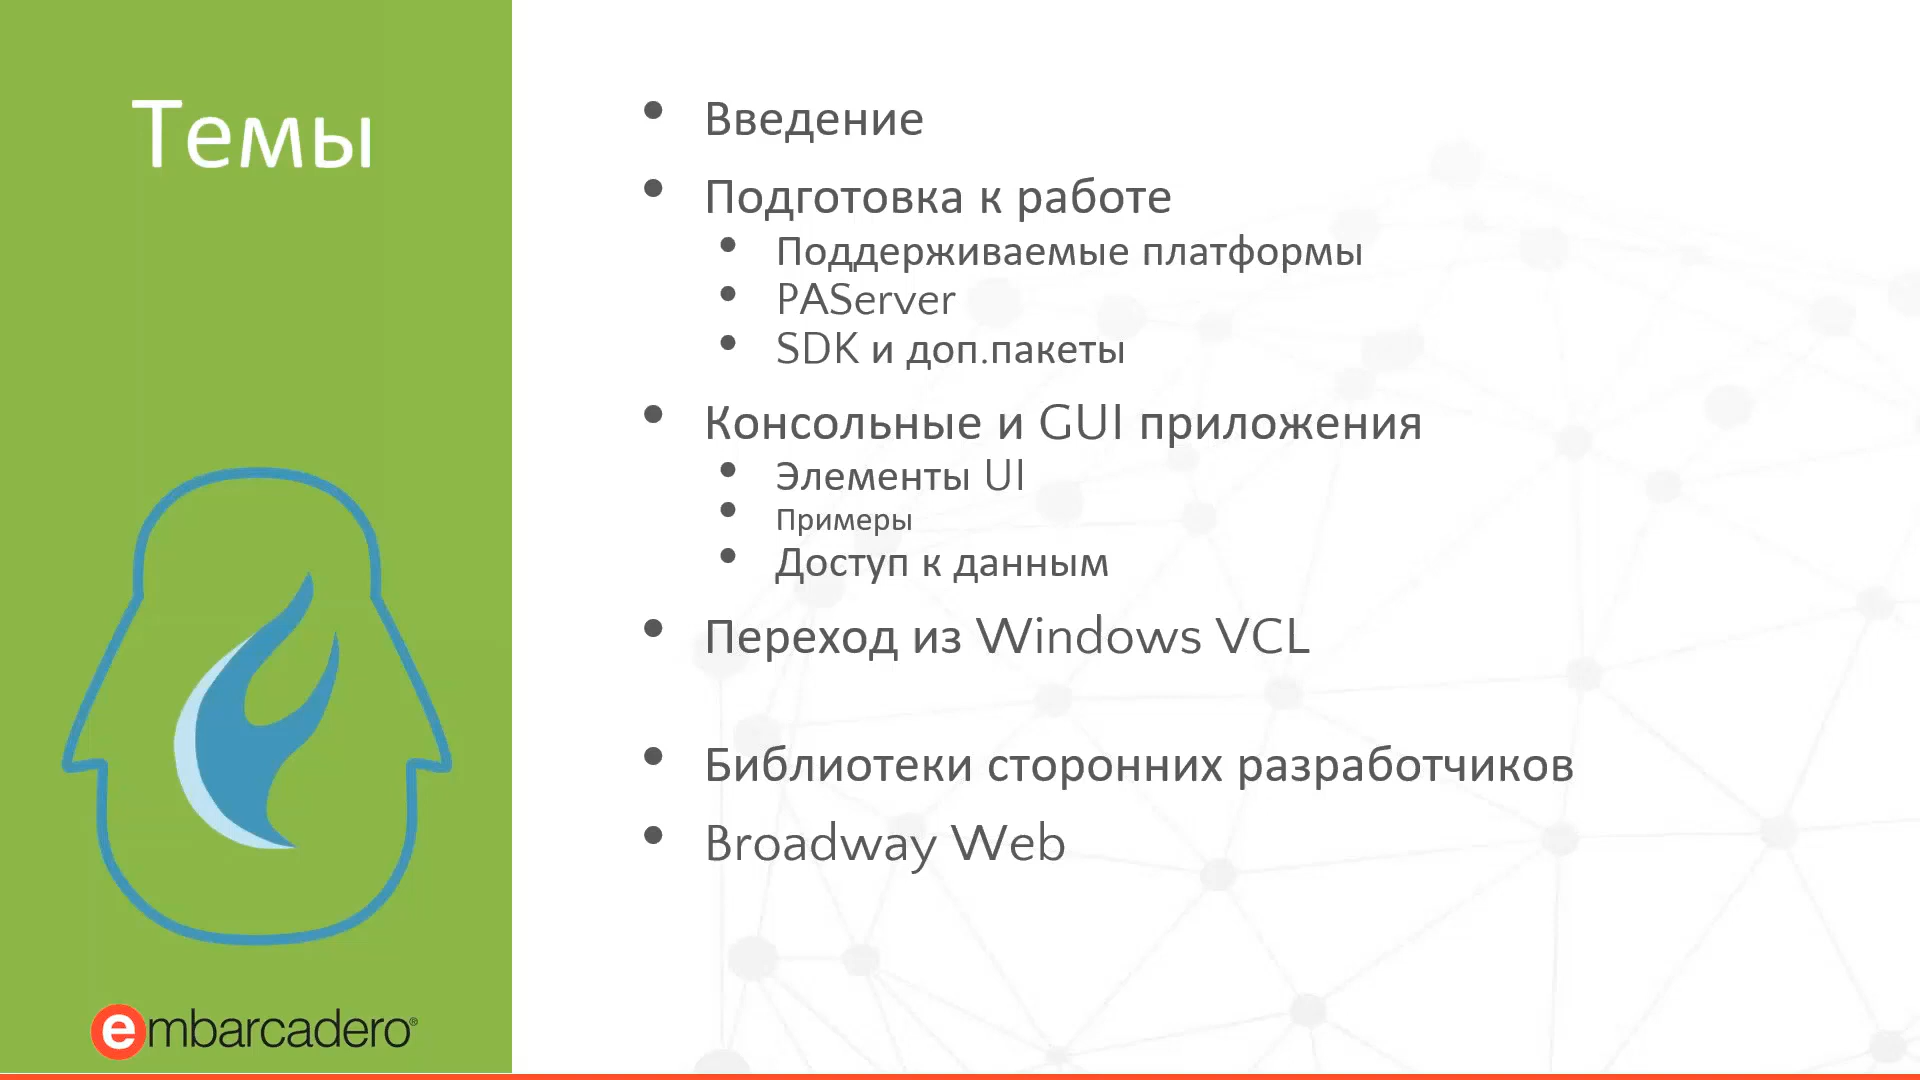 Темы
• Введение
• Подготовка к работе
• Поддерживаемые платформы
• PAServer
• SDK и доп.пакеты
• Консольные и GUI приложения
• Элементы UI
• Примеры
• Доступ к данным
• Переход из Windows VCL
• Библиотеки сторонних разработчиков
• Broadway Web
embarcadero®